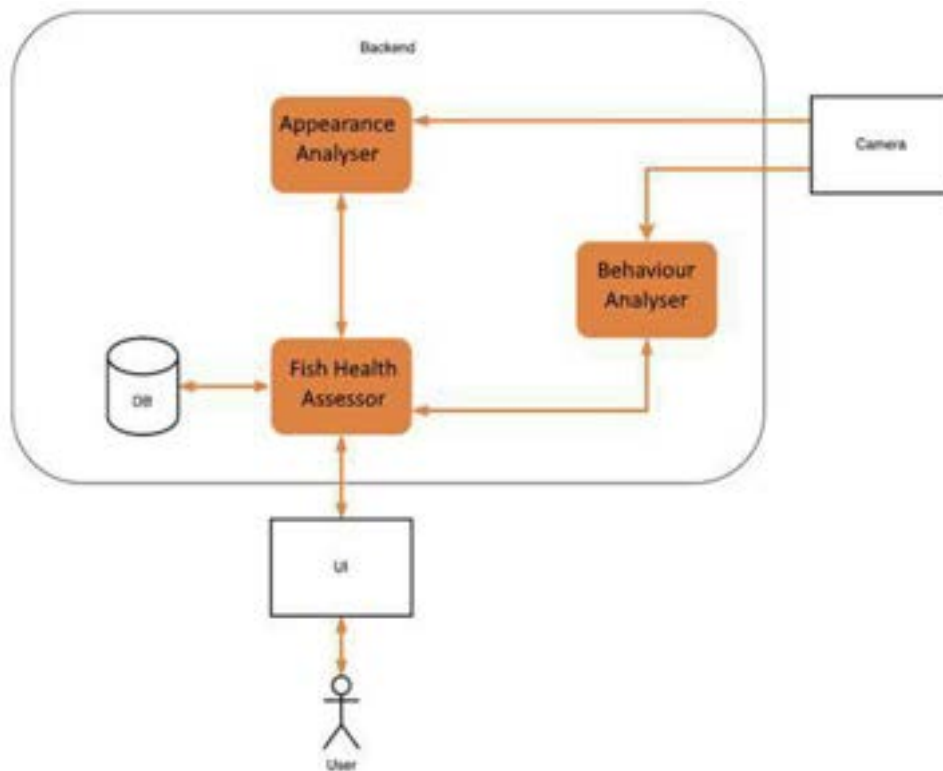 Backend
Appearance
Analyser
Camera
Behaviour
Analyser
Fish Health
Assessor
DB
UI
User